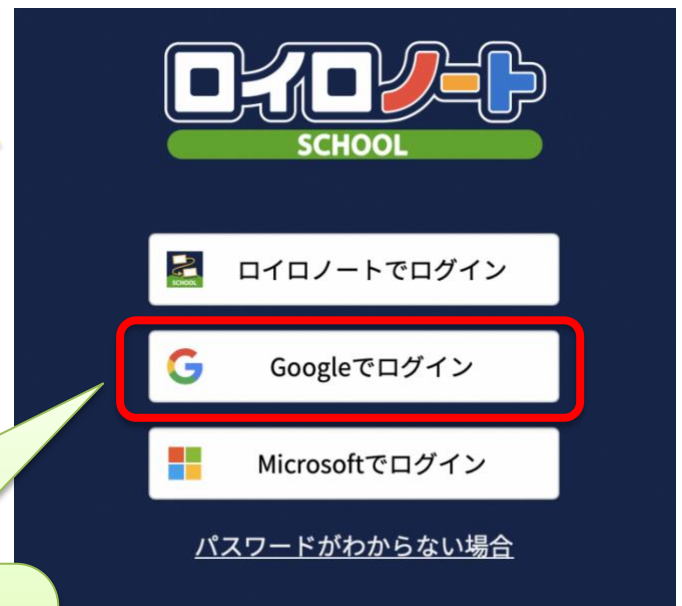 ロイロノート
SCHOOL
SCHOOL
ロイロノートでログイン
Googleでログイン
Microsoftでログイン
パスワードがわからない場合